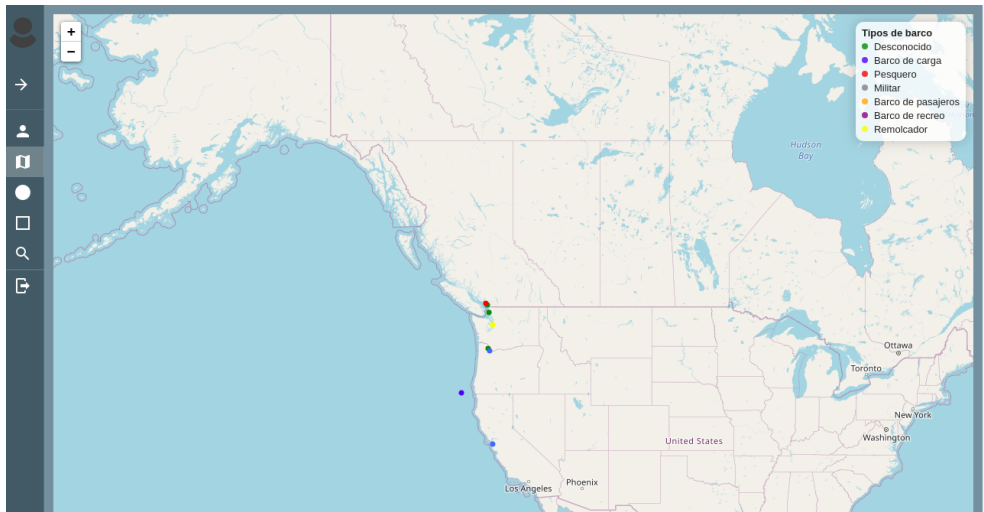 +
−
Tipos de barco
Desconocido
Barco de carga
Pesquero
Militar
Barco de pasajeros
Barco de recreo
Remolcador
Hudson
Bay
Ottawa
Toronto
New York
Washington
United States
Phoenix
Los Angeles